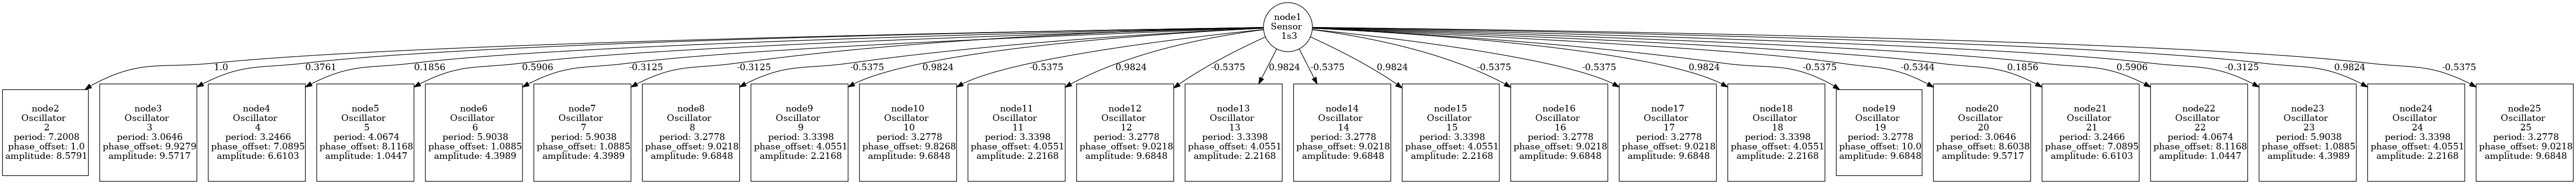 node1
Sensor
1s3
1.0
0.3761
0.1856
0.5906
-0.3125
-0.3125
-0.5375
0.9824
-0.5375
0.9824
-0.5375
0.9824
-0.5375
0.9824
-0.5375
-0.5375
0.9824
-0.5375
-0.5344
0.1856
0.5906
-0.3125
0.9824
-0.5375
node2
Oscillator
2
period: 7.2008
phase_offset: 1.0
amplitude: 8.5791
node3
Oscillator
3
period: 3.0646
phase_offset: 9.9279
amplitude: 9.5717
node4
Oscillator
4
period: 3.2466
phase_offset: 7.0895
amplitude: 6.6103
node5
Oscillator
5
period: 4.0674
phase_offset: 8.1168
amplitude: 1.0447
node6
Oscillator
6
period: 5.9038
phase_offset: 1.0885
amplitude: 4.3989
node7
Oscillator
7
period: 5.9038
phase_offset: 1.0885
amplitude: 4.3989
node8
Oscillator
8
period: 3.2778
phase_offset: 9.0218
amplitude: 9.6848
node9
Oscillator
9
period: 3.3398
phase_offset: 4.0551
amplitude: 2.2168
node10
Oscillator
10
period: 3.2778
phase_offset: 9.8268
amplitude: 9.6848
node11
Oscillator
11
period: 3.3398
phase_offset: 4.0551
amplitude: 2.2168
node12
Oscillator
12
period: 3.2778
phase_offset: 9.0218
amplitude: 9.6848
node13
Oscillator
13
period: 3.3398
phase_offset: 4.0551
amplitude: 2.2168
node14
Oscillator
14
period: 3.2778
phase_offset: 9.0218
amplitude: 9.6848
node15
Oscillator
15
period: 3.3398
phase_offset: 4.0551
amplitude: 2.2168
node16
Oscillator
16
period: 3.2778
phase_offset: 9.0218
amplitude: 9.6848
node17
Oscillator
17
period: 3.2778
phase_offset: 9.0218
amplitude: 9.6848
node18
Oscillator
18
period: 3.3398
phase_offset: 4.0551
amplitude: 2.2168
node19
Oscillator
19
period: 3.2778
phase_offset: 10.0
amplitude: 9.6848
node20
Oscillator
20
period: 3.0646
phase_offset: 8.6038
amplitude: 9.5717
node21
Oscillator
21
period: 3.2466
phase_offset: 7.0895
amplitude: 6.6103
node22
Oscillator
22
period: 4.0674
phase_offset: 8.1168
amplitude: 1.0447
node23
Oscillator
23
period: 5.9038
phase_offset: 1.0885
amplitude: 4.3989
node24
Oscillator
24
period: 3.3398
phase_offset: 4.0551
amplitude: 2.2168
node25
Oscillator
25
period: 3.2778
phase_offset: 9.0218
amplitude: 9.6848